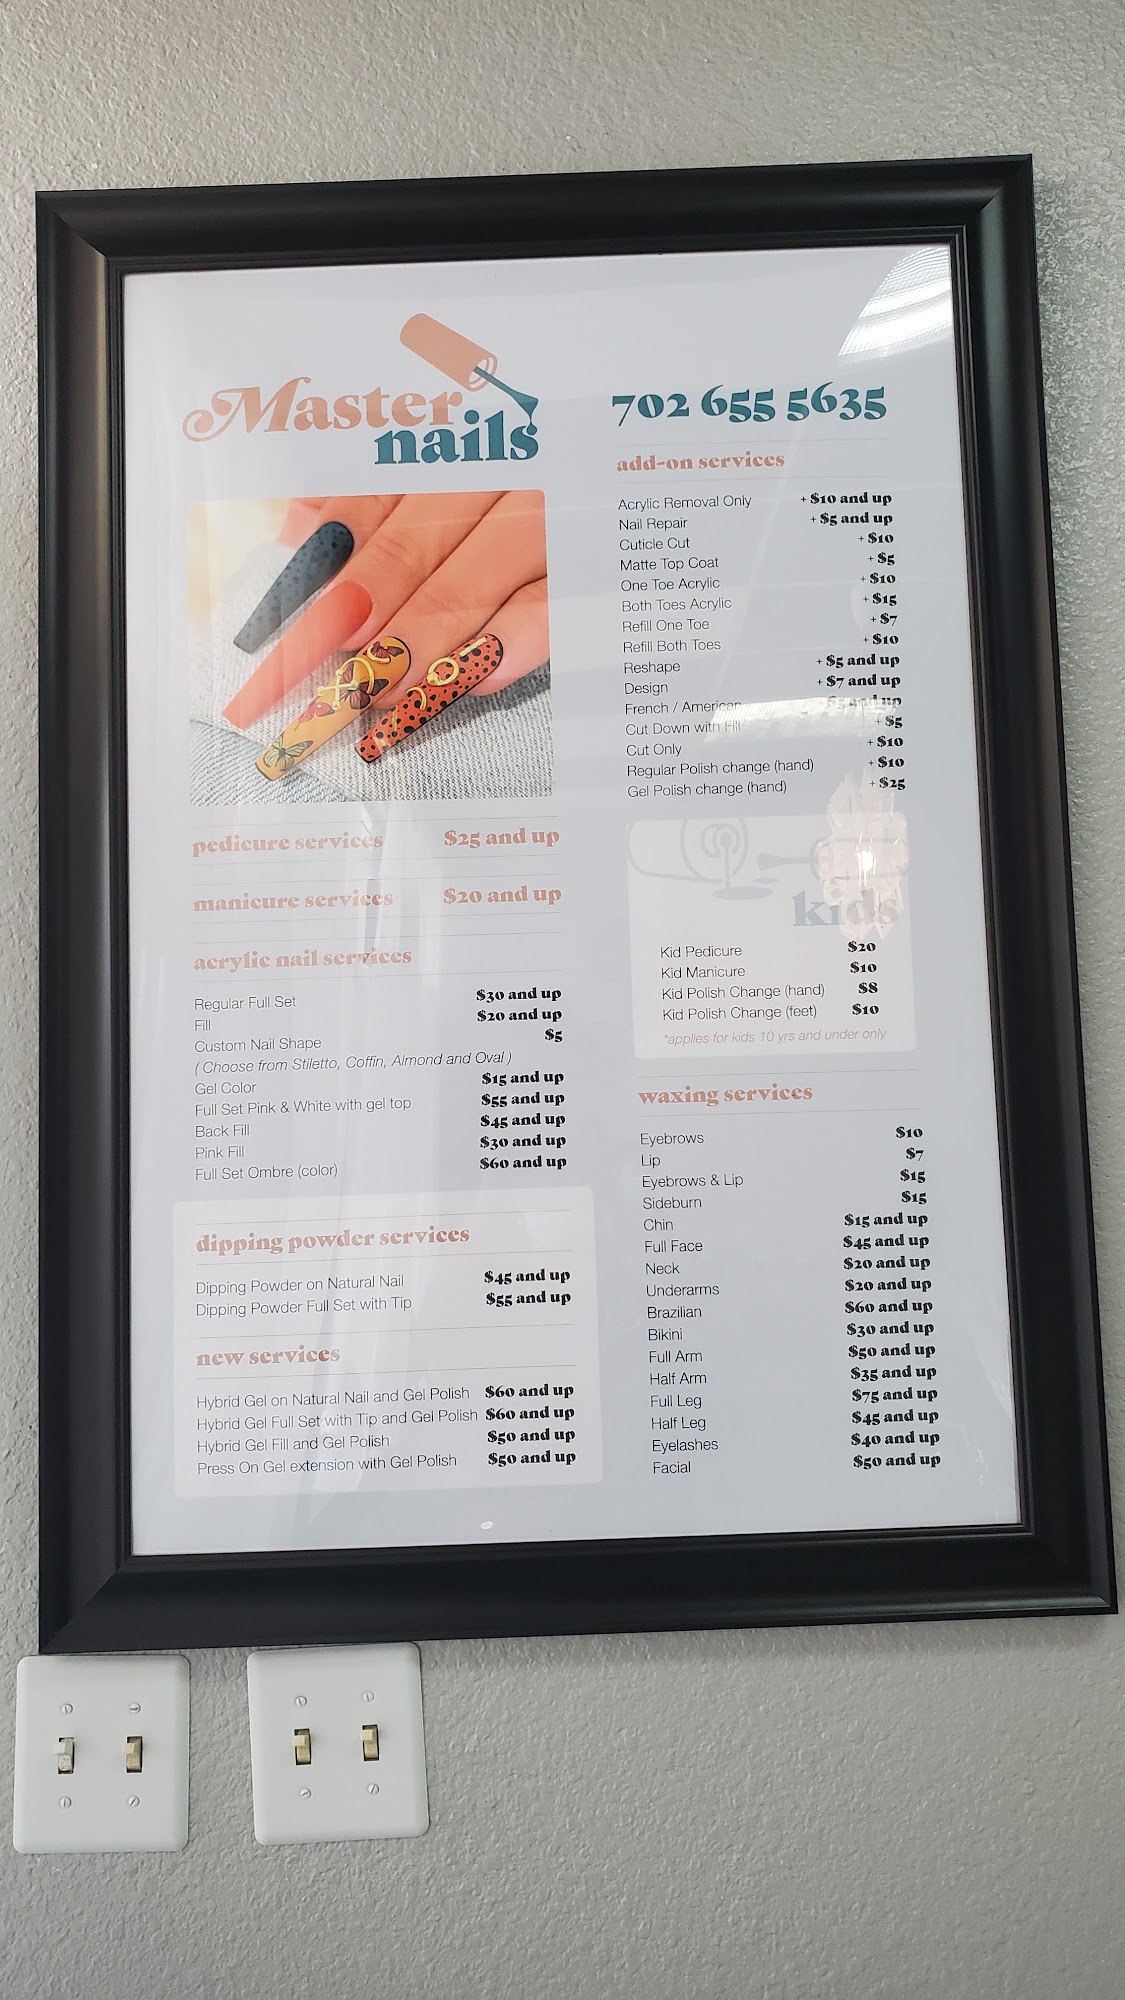 Master
nails
702 655 5635
pedicure services $25 and up
manicure services $20 and up
acrylic nail services
Regular Full Set $30 and up
Fill $20 and up
Custom Nail Shape $5
( Choose from Stiletto, Coffin, Almond and Oval )
Gel Color $15 and up
Full Set Pink & White with gel top $55 and up
Back Fill $45 and up
Pink Fill $30 and up
Full Set Ombre (color) $60 and up
dipping powder services
Dipping Powder on Natural Nail $45 and up
Dipping Powder Full Set with Tip $55 and up
new services
Hybrid Gel on Natural Nail and Gel Polish $60 and up
Hybrid Gel Full Set with Tip and Gel Polish $60 and up
Hybrid Gel Fill and Gel Polish $50 and up
Press On Gel extension with Gel Polish $50 and up
add-on services
Acrylic Removal Only + $10 and up
Nail Repair + $5 and up
Cuticle Cut + $10
Matte Top Coat + $5
One Toe Acrylic + $10
Both Toes Acrylic + $15
Refill One Toe + $7
Refill Both Toes + $10
Reshape + $5 and up
Design + $7 and up
French / American $5 and up
Cut Down with Fill + $5
Cut Only + $10
Regular Polish change (hand) + $10
Gel Polish change (hand) + $25
kids
Kid Pedicure $20
Kid Manicure $10
Kid Polish Change (hand) $8
Kid Polish Change (feet) $10
*applies for kids 10 yrs and under only
waxing services
Eyebrows $10
Lip $7
Eyebrows & Lip $15
Sideburn $15
Chin $15 and up
Full Face $45 and up
Neck $20 and up
Underarms $20 and up
Brazilian $60 and up
Bikini $30 and up
Full Arm $50 and up
Half Arm $35 and up
Full Leg $75 and up
Half Leg $45 and up
Eyelashes $40 and up
Facial $50 and up